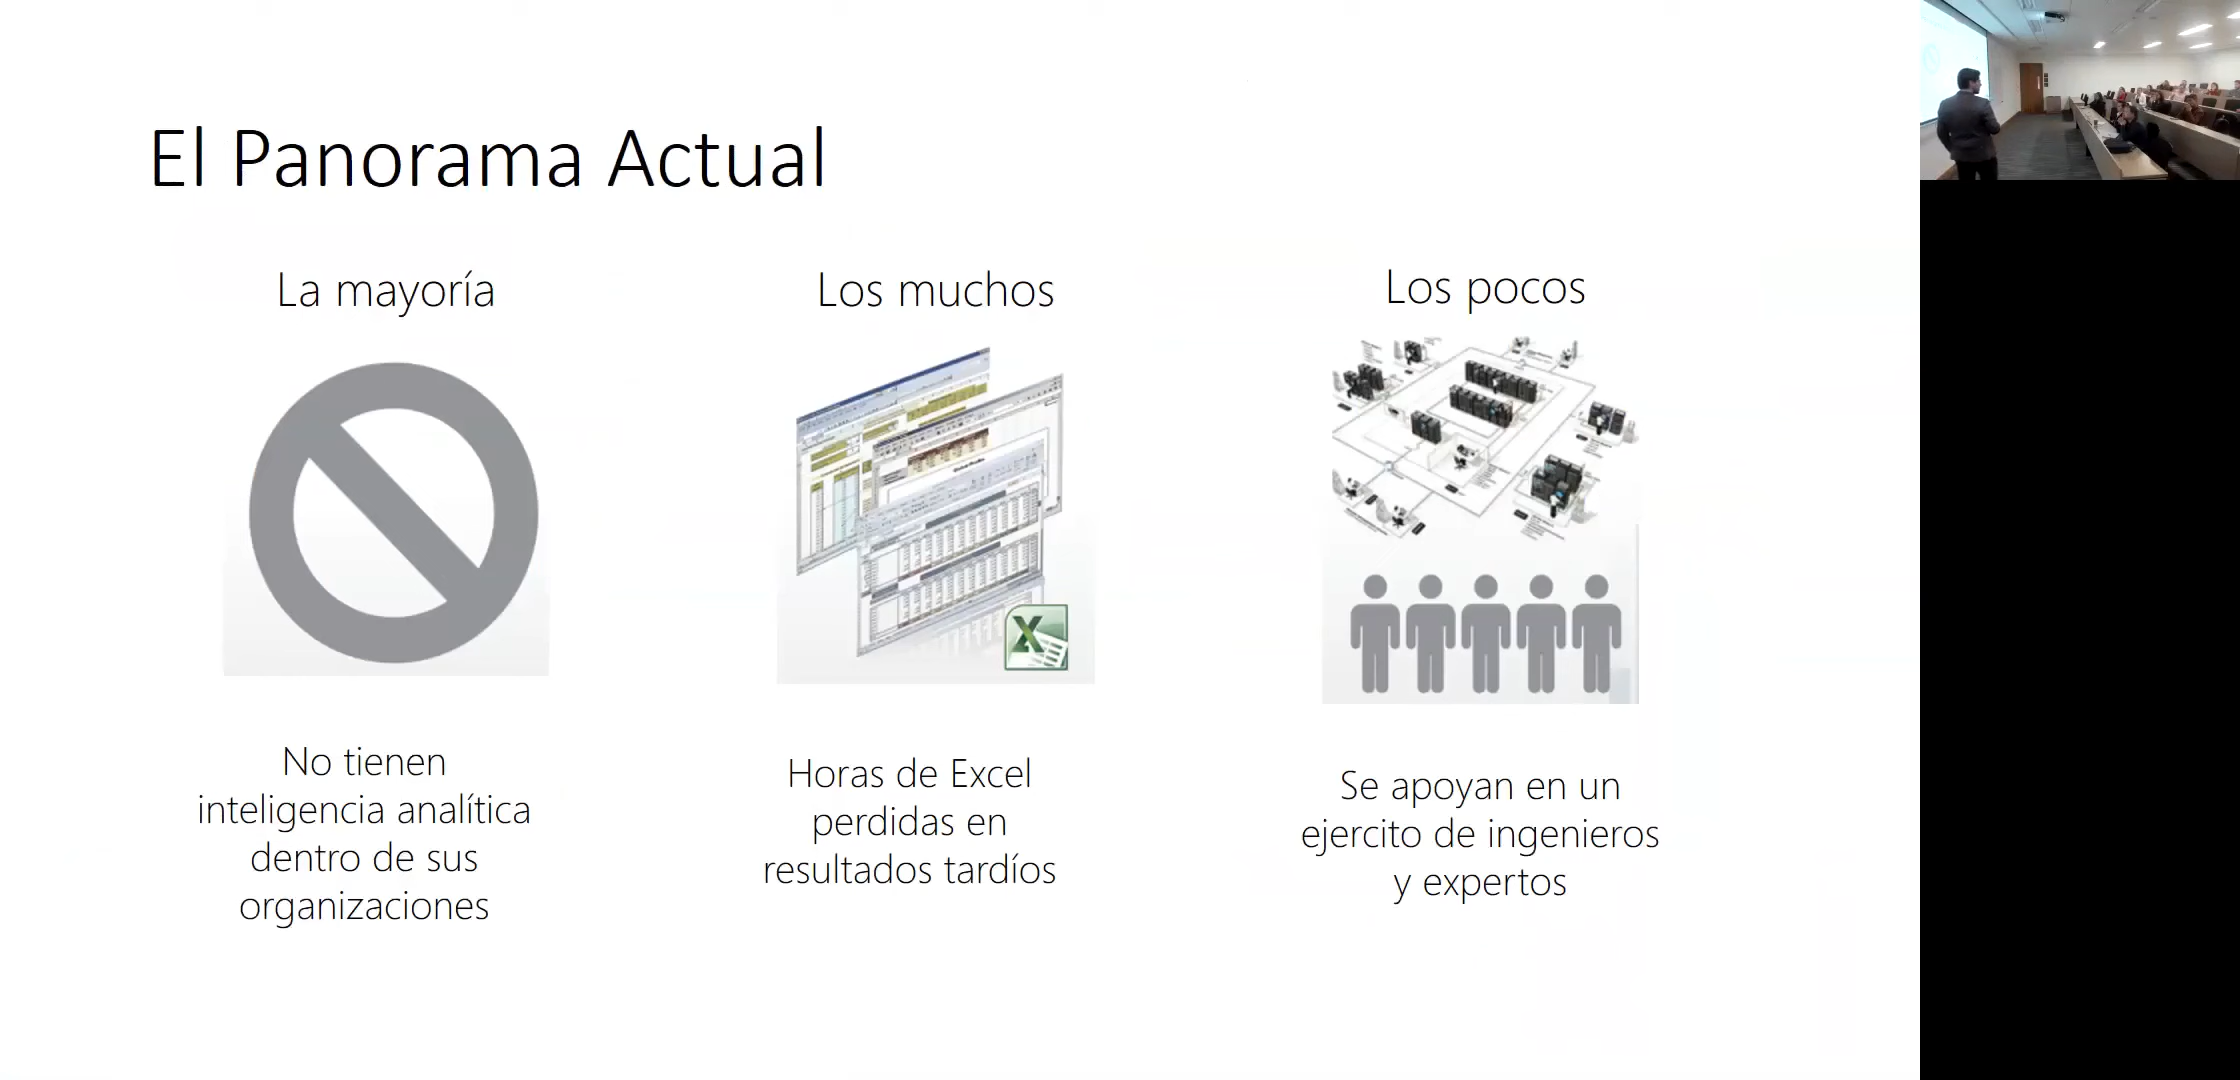 El Panorama Actual
La mayoría
Los muchos
Los pocos
No tienen
inteligencia analítica
dentro de sus
organizaciones
Horas de Excel
perdidas en
resultados tardíos
Se apoyan en un
ejercito de ingenieros
y expertos